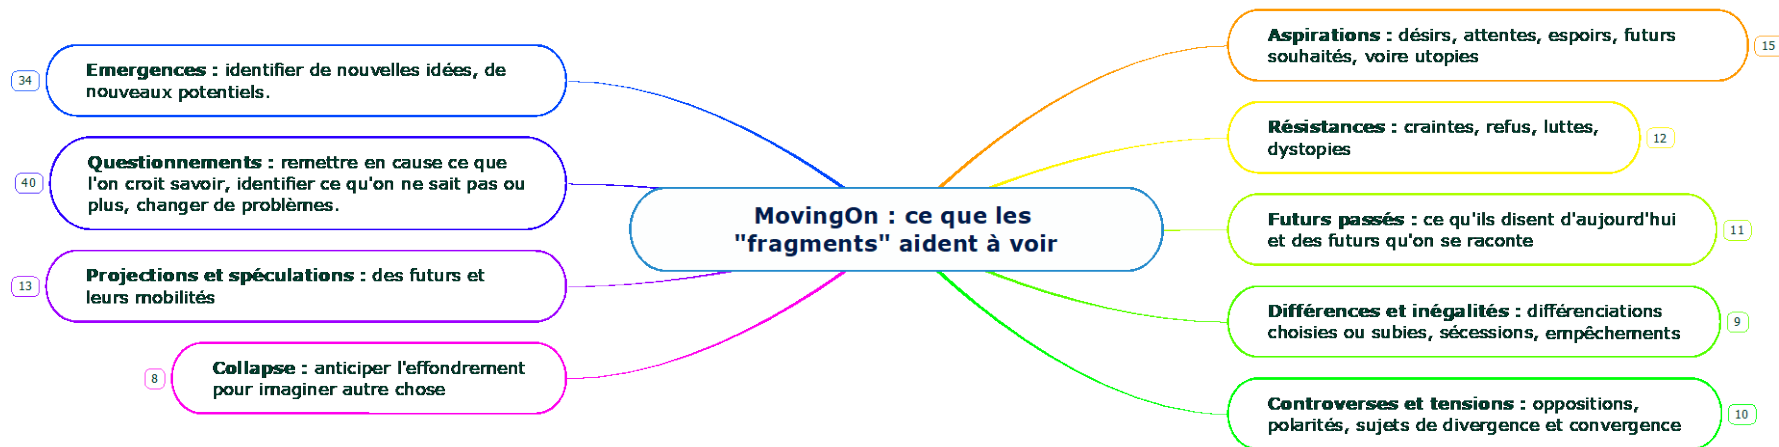 MovingOn : ce que les
"fragments" aident à voir
Aspirations : désirs, attentes, espoirs, futurs
souhaités, voire utopies
15
Résistances : craintes, refus, luttes,
dystopies
12
Futurs passés : ce qu'ils disent d'aujourd'hui
et des futurs qu'on se raconte
11
Différences et inégalités : différenciations
choisies ou subies, sécessions, empêchements
9
Controverses et tensions : oppositions,
polarités, sujets de divergence et convergence
10
34
Emergences : identifier de nouvelles idées, de
nouveaux potentiels.
40
Questionnements : remettre en cause ce que
l'on croit savoir, identifier ce qu'on ne sait pas ou
plus, changer de problèmes.
13
Projections et spéculations : des futurs et
leurs mobilités
8
Collapse : anticiper l'effondrement
pour imaginer autre chose